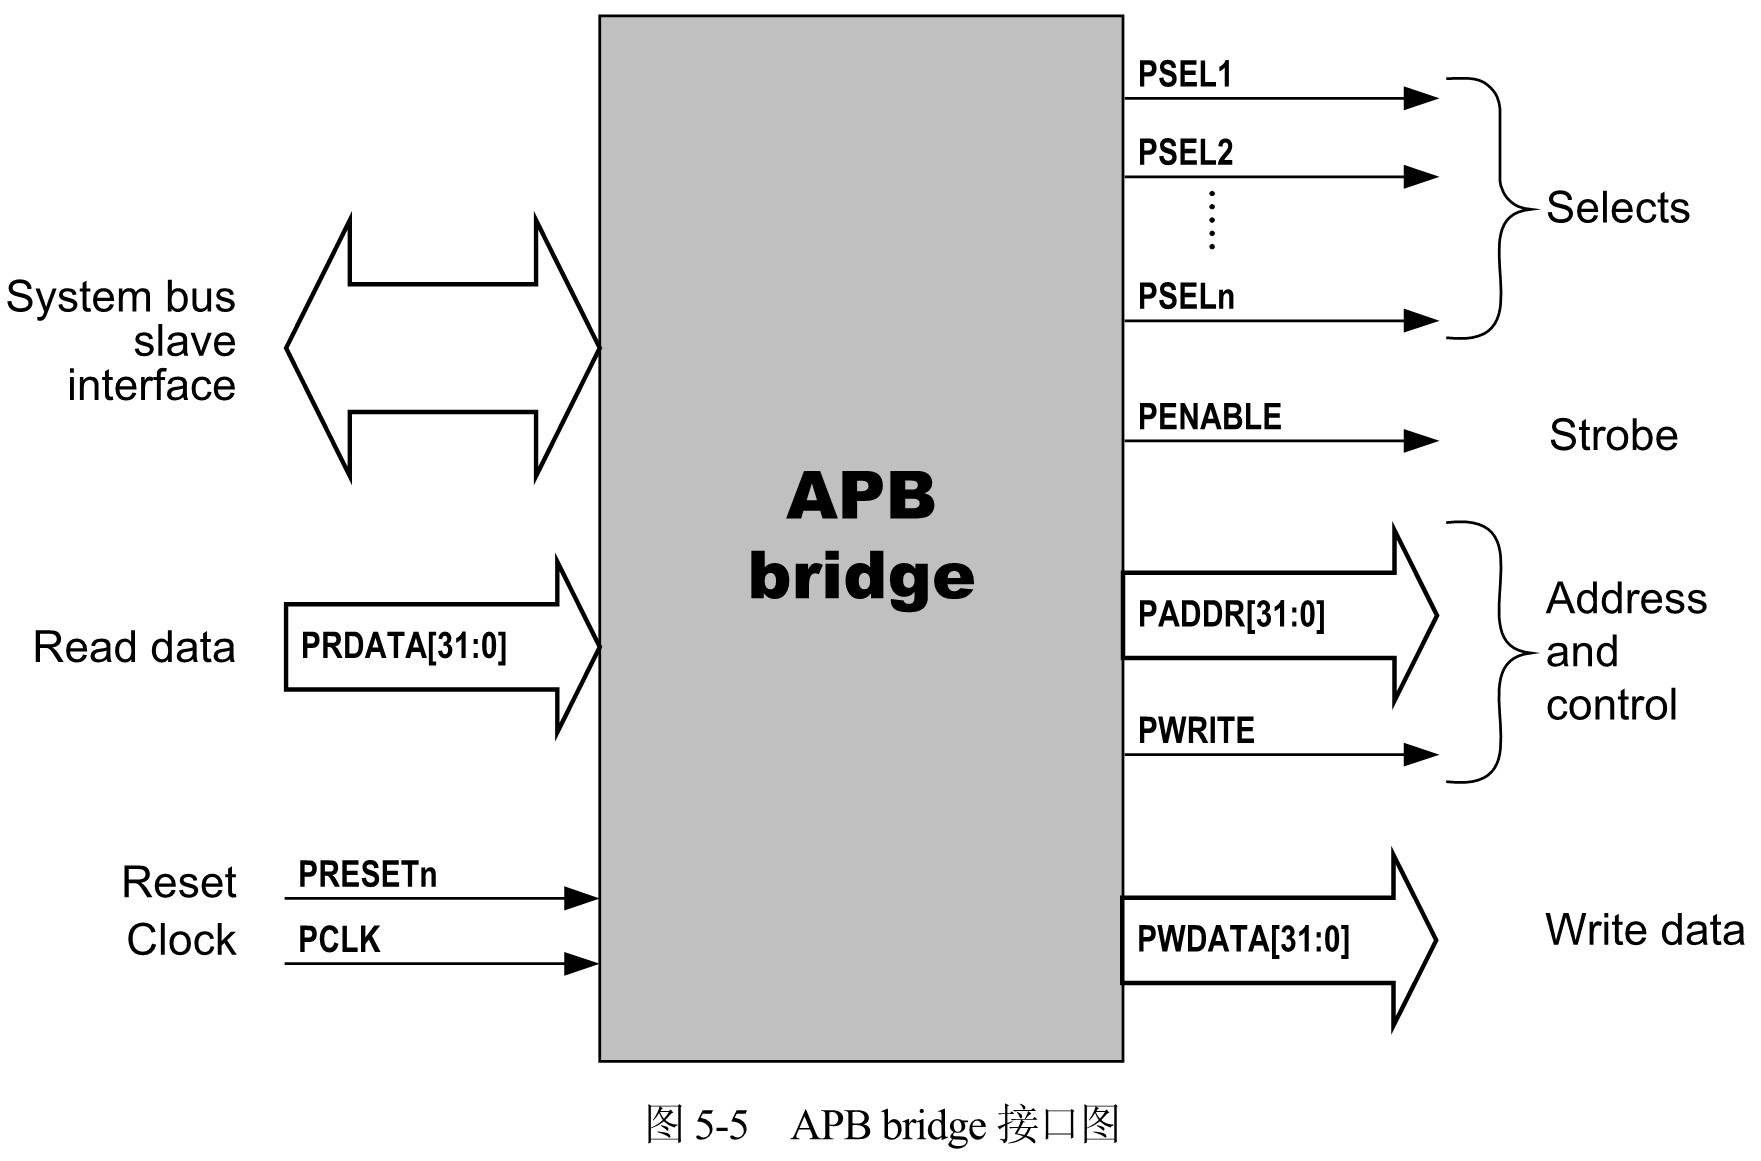 System bus
slave
interface
Read data
PRDATA[31:0]
Reset
PRESETn
Clock
PCLK
APB
bridge
PSEL1
PSEL2
PSELn
Selects
PENABLE
Strobe
PADDR[31:0]
PWRITE
Address
and
control
PWDATA[31:0]
Write data
图 5-5 APB bridge 接口图